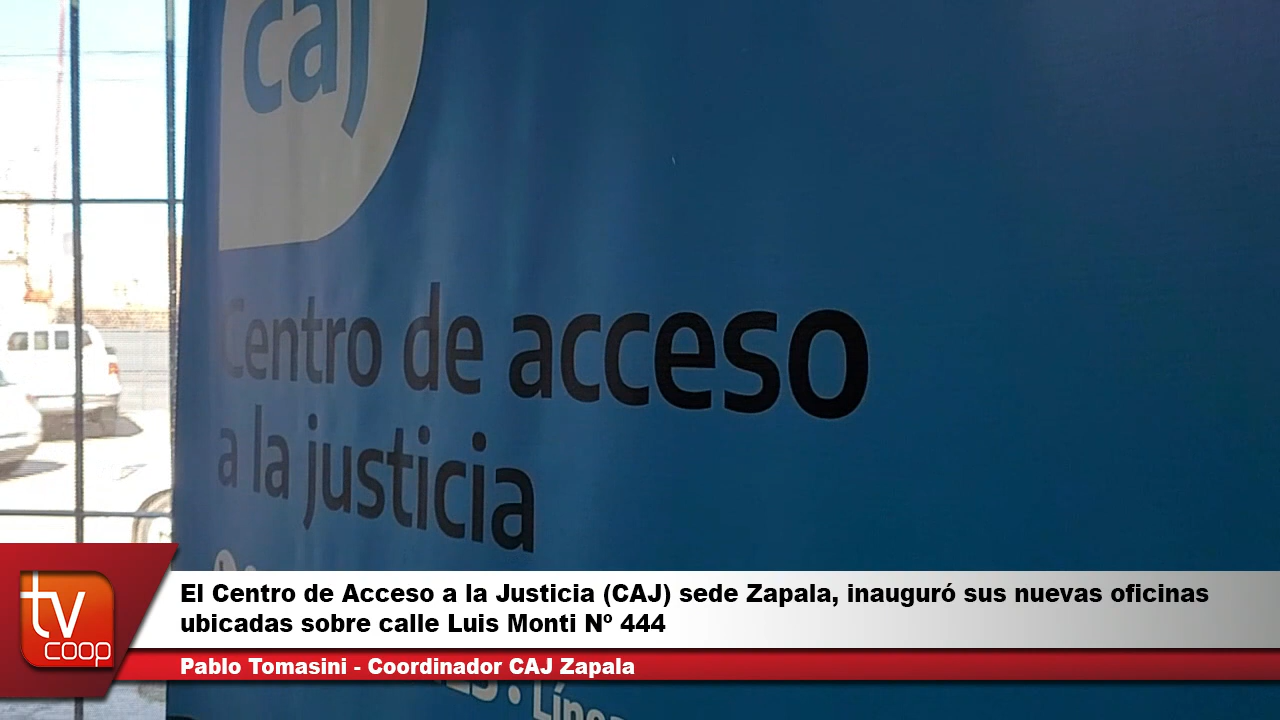 caj
Centro de acceso
a la justicia
El Centro de Acceso a la Justicia (CAJ) sede Zapala, inauguró sus nuevas oficinas
ubicadas sobre calle Luis Monti Nº 444
tv
coop
Pablo Tomasini - Coordinador CAJ Zapala